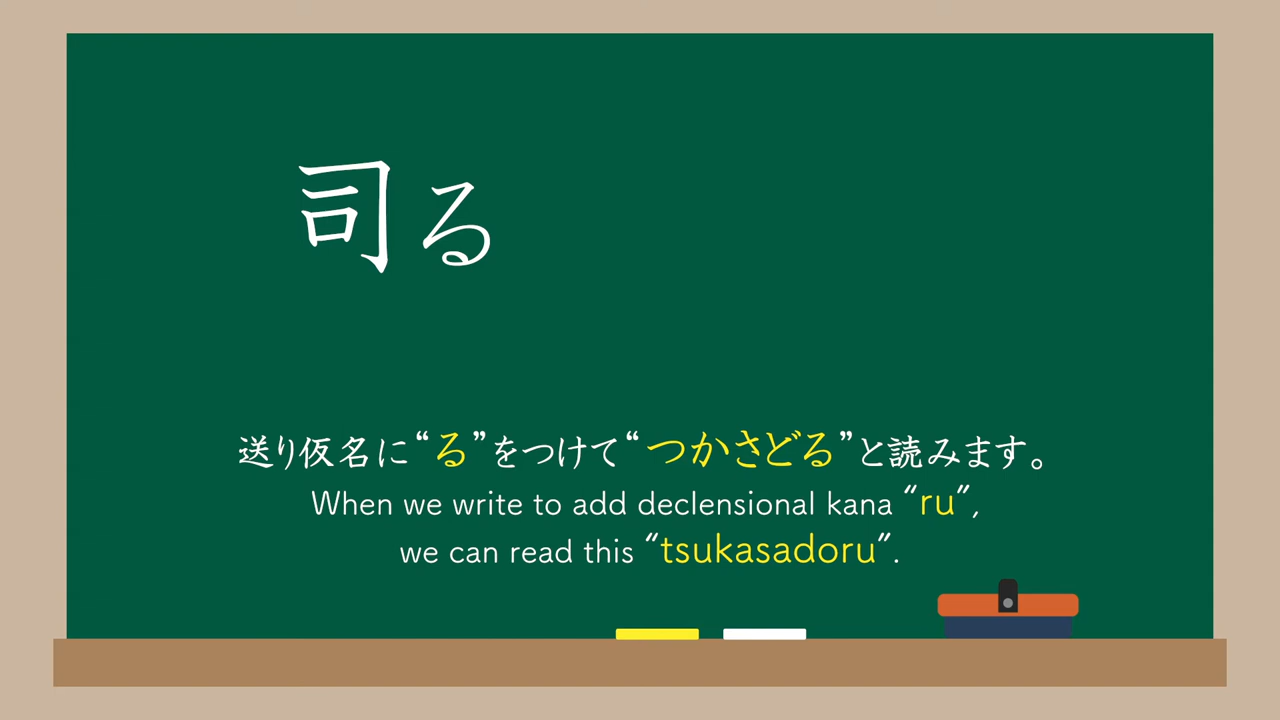 司る
送り仮名に“る”をつけて“つかさどる”と読みます。
When we write to add declensional kana “ru”,
we can read this “tsukasadoru”.